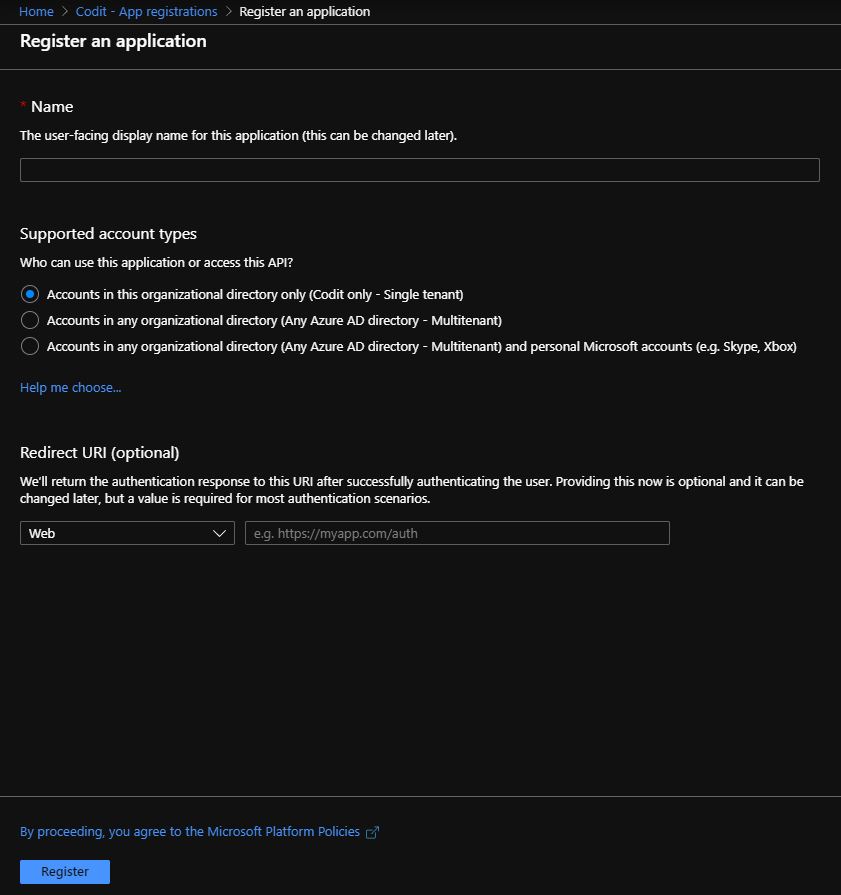 Home > Codit - App registrations > Register an application
Register an application
* Name
The user-facing display name for this application (this can be changed later).
Supported account types
Who can use this application or access this API?
Accounts in this organizational directory only (Codit only - Single tenant)
Accounts in any organizational directory (Any Azure AD directory - Multitenant)
Accounts in any organizational directory (Any Azure AD directory - Multitenant) and personal Microsoft accounts (e.g. Skype, Xbox)
Help me choose...
Redirect URI (optional)
We'll return the authentication response to this URI after successfully authenticating the user. Providing this now is optional and it can be
changed later, but a value is required for most authentication scenarios.
Web e.g. https://myapp.com/auth
By proceeding, you agree to the Microsoft Platform Policies
Register